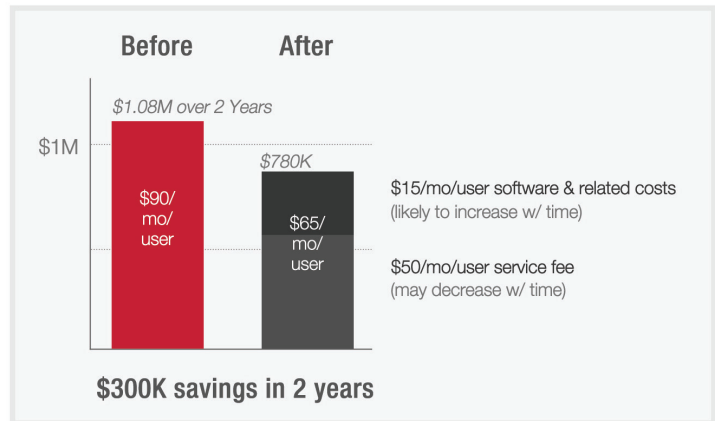 Before
After
$1.08M over 2 Years
$1M
$780K
$90/
mo/
user
$65/
mo/
user
$15/mo/user software & related costs
(likely to increase w/ time)
$50/mo/user service fee
(may decrease w/ time)
$300K savings in 2 years